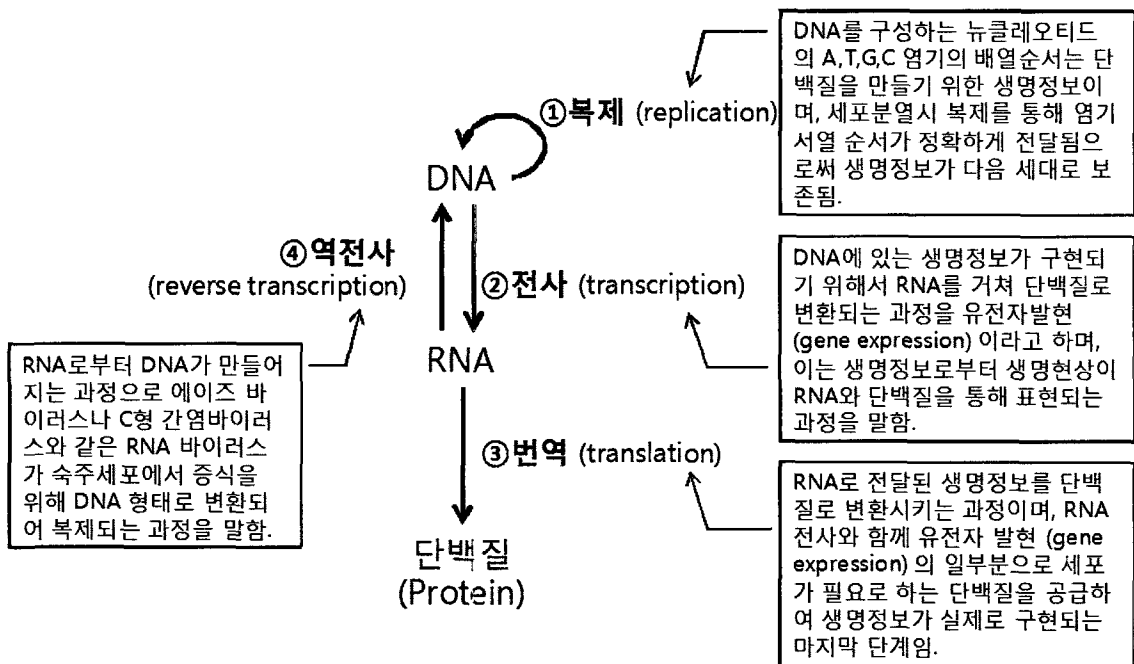 DNA를 구성하는 뉴클레오티드
의 A,T,G,C 염기의 배열순서는 단
백질을 만들기 위한 생명정보이
며, 세포분열시 복제를 통해 염기
서열 순서가 정확하게 전달됨으
로써 생명정보가 다음 세대로 보
존됨.
①복제 (replication)
DNA
④역전사
(reverse transcription)
②전사 (transcription)
DNA에 있는 생명정보가 구현되
기 위해서 RNA를 거쳐 단백질로
변환되는 과정을 유전자발현
(gene expression) 이라고 하며,
이는 생명정보로부터 생명현상이
RNA와 단백질을 통해 표현되는
과정을 말함.
RNA
RNA로부터 DNA가 만들어
지는 과정으로 에이즈 바
이러스나 C형 간염바이러
스와 같은 RNA 바이러스
가 숙주세포에서 증식을
위해 DNA 형태로 변환되
어 복제되는 과정을 말함.
③번역 (translation)
RNA로 전달된 생명정보를 단백
질로 변환시키는 과정이며, RNA
전사와 함께 유전자 발현 (gene
expression) 의 일부분으로 세포
가 필요로 하는 단백질을 공급하
여 생명정보가 실제로 구현되는
마지막 단계임.
단백질
(Protein)